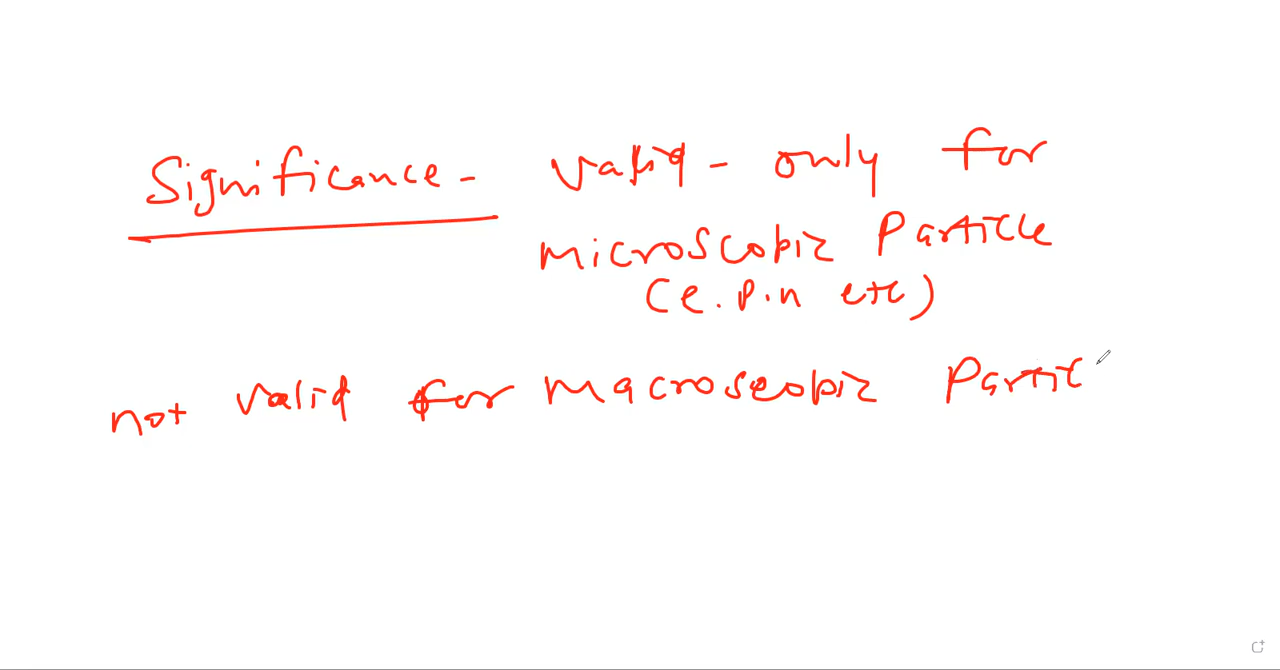 Significance - Valid - only for
microscopic Particle
(e. p. n etc)
not valid for macroscopic Partic